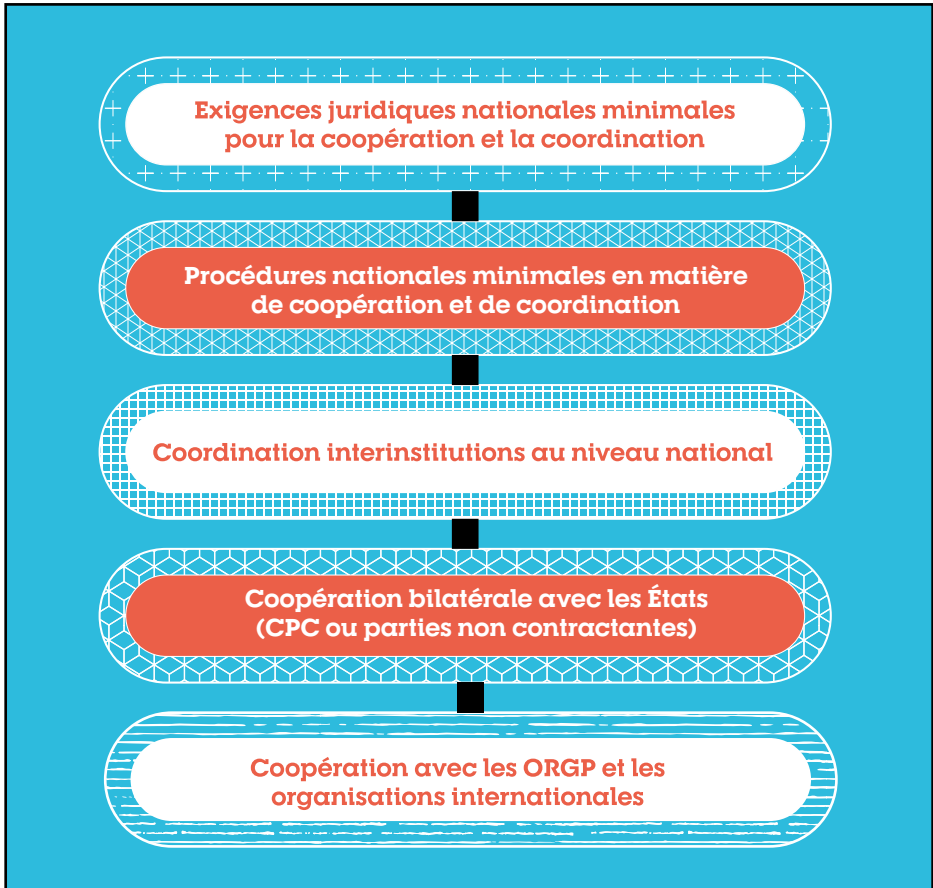 Exigences juridiques nationales minimales
pour la coopération et la coordination
Procédures nationales minimales en matière
de coopération et de coordination
Coordination interinstitutions au niveau national
Coopération bilatérale avec les États
(CPC ou parties non contractantes)
Coopération avec les ORGP et les
organisations internationales